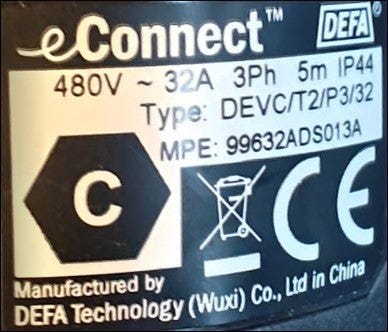 eConnect™ DEFA
480V ~ 32A 3Ph 5m IP44
Type: DEVC/T2/P3/32
MPE: 99632ADS013A
C
CE
Manufactured by
DEFA Technology (Wuxi) Co., Ltd in China